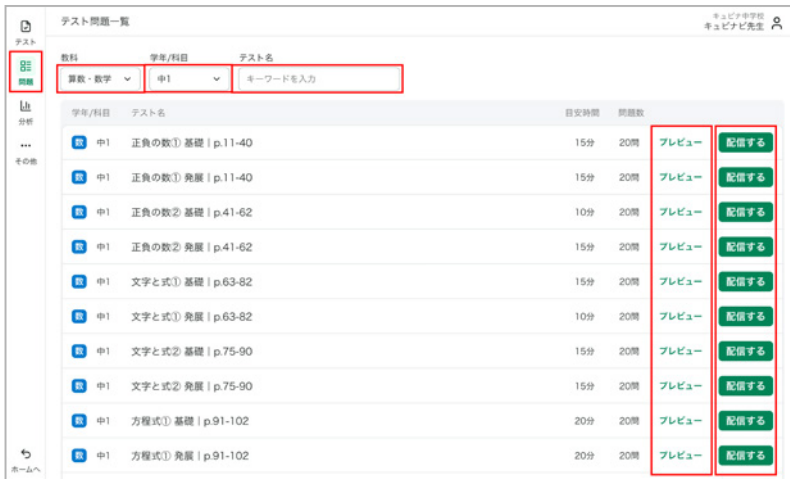 テスト
問題
分析
その他
ホームへ
テスト問題一覧
キュビナ中学校
キュビナビ先生
教科 学年/科目 テスト名
算数・数学 中1 キーワードを入力
学年/科目 テスト名 目安時間 問題数
数 中1 正負の数① 基礎 | p.11-40 15分 20問 プレビュー 配信する
数 中1 正負の数① 発展 | p.11-40 15分 20問 プレビュー 配信する
数 中1 正負の数② 基礎 | p.41-62 10分 20問 プレビュー 配信する
数 中1 正負の数② 発展 | p.41-62 15分 20問 プレビュー 配信する
数 中1 文字と式① 基礎 | p.63-82 15分 20問 プレビュー 配信する
数 中1 文字と式① 発展 | p.63-82 10分 20問 プレビュー 配信する
数 中1 文字と式② 基礎 | p.75-90 15分 20問 プレビュー 配信する
数 中1 文字と式② 発展 | p.75-90 15分 20問 プレビュー 配信する
数 中1 方程式① 基礎 | p.91-102 20分 20問 プレビュー 配信する
数 中1 方程式① 発展 | p.91-102 20分 20問 プレビュー 配信する